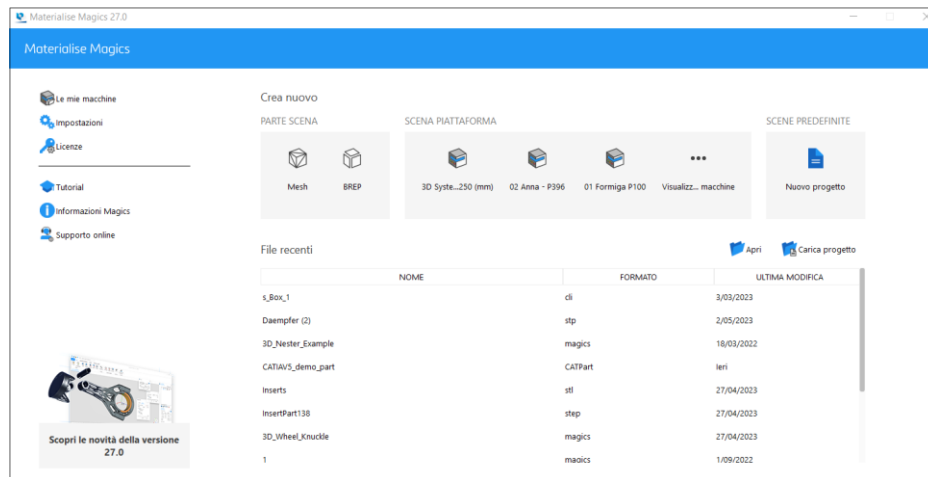 Materialise Magics 27.0
Materialise Magics
Le mie macchine
Impostazioni
Licenze
Tutorial
Informazioni Magics
Supporto online
Scopri le novità della versione
27.0
Crea nuovo
PARTE SCENA
Mesh
BREP
SCENA PIATTAFORMA
3D Syste...250 (mm)
02 Anna - P396
01 Formiga P100
Visualizz... macchine
SCENE PREDEFINITE
Nuovo progetto
File recenti
Apri
Carica progetto
NOME FORMATO ULTIMA MODIFICA
s_Box_1 cli 3/03/2023
Daempfer (2) stp 2/05/2023
3D_Nester_Example magics 18/03/2022
CATIAV5_demo_part CATPart Ieri
Inserts stl 27/04/2023
InsertPart138 step 27/04/2023
3D_Wheel_Knuckle magics 27/04/2023
1 magics 1/09/2022